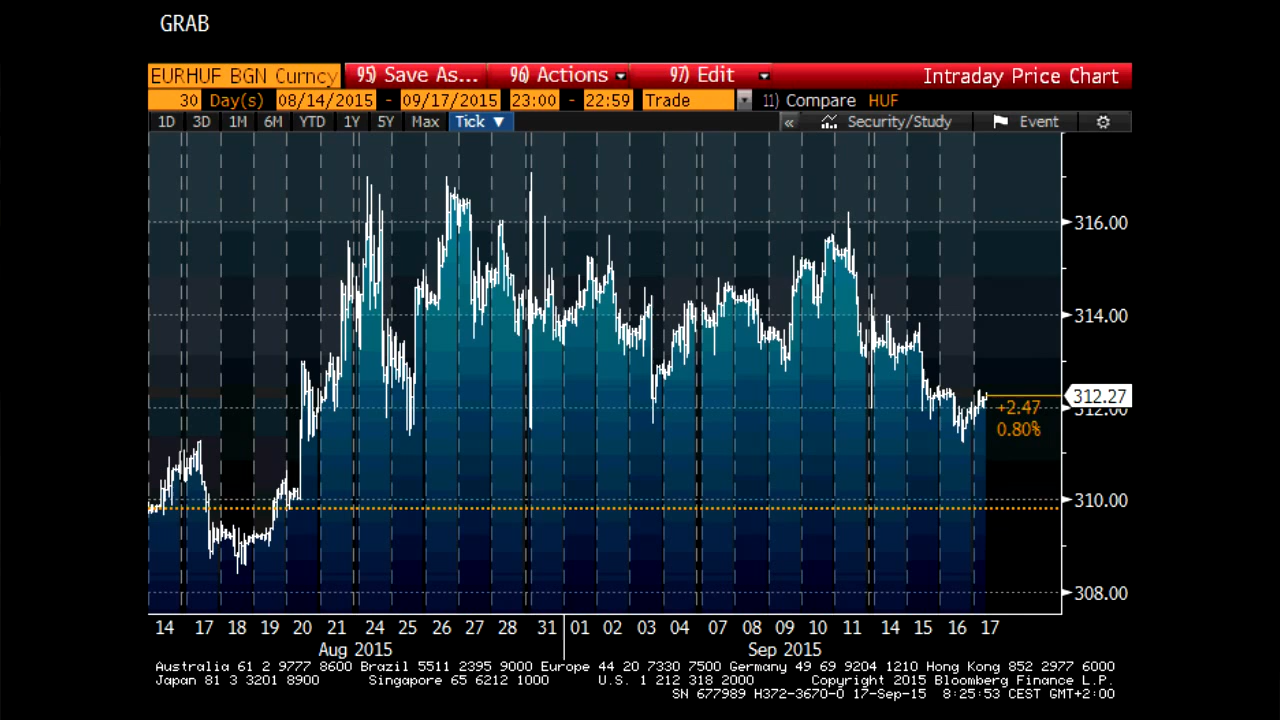 GRAB
EURHUF BGN Curncy 95) Save As... 96) Actions 97) Edit Intraday Price Chart
30 Day(s) 08/14/2015 - 09/17/2015 23:00 - 22:59 Trade 11) Compare HUF
1D 3D 1M 6M YTD 1Y 5Y Max Tick ▼ « Security/Study Event
316.00
314.00
312.27
312.00
+2.47
0.80%
310.00
308.00
14 17 18 19 20 21 24 25 26 27 28 31 01 02 03 04 07 08 09 10 11 14 15 16 17
Aug 2015 Sep 2015
Australia 61 2 9777 8600 Brazil 5511 2395 9000 Europe 44 20 7330 7500 Germany 49 69 9204 1210 Hong Kong 852 2977 6000
Japan 81 3 3201 8900 Singapore 65 6212 1000 U.S. 1 212 318 2000 Copyright 2015 Bloomberg Finance L.P.
SN 677989 H372-3670-0 17-Sep-15 8:25:53 CEST GMT+2:00